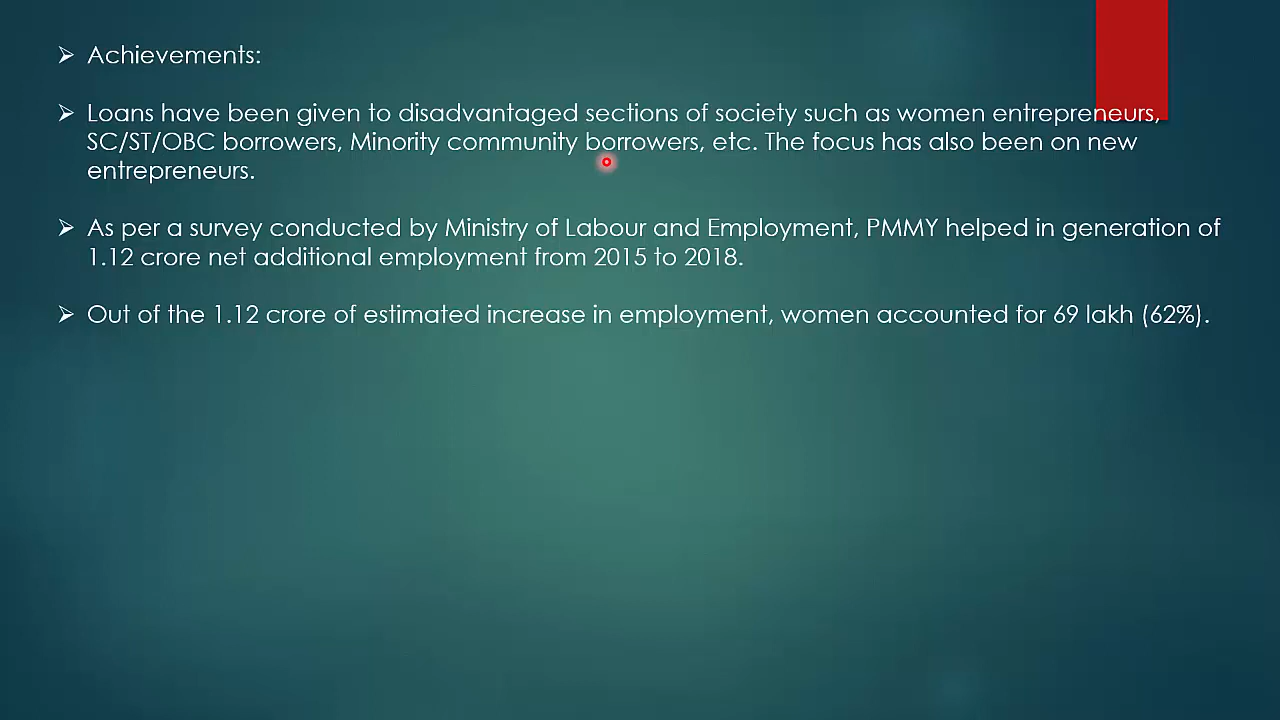 ➢ Achievements:
➢ Loans have been given to disadvantaged sections of society such as women entrepreneurs,
SC/ST/OBC borrowers, Minority community borrowers, etc. The focus has also been on new
entrepreneurs.
➢ As per a survey conducted by Ministry of Labour and Employment, PMMY helped in generation of
1.12 crore net additional employment from 2015 to 2018.
➢ Out of the 1.12 crore of estimated increase in employment, women accounted for 69 lakh (62%).